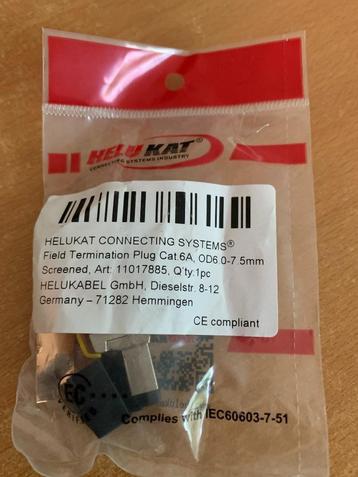 HELUKAT®
CONNECTING SYSTEMS INDUSTRY
HELUKAT CONNECTING SYSTEMS®
Field Termination Plug Cat.6A, OD6.0-7.5mm
Screened, Art: 11017885, Q'ty:1pc
HELUKABEL GmbH, Dieselstr. 8-12
Germany – 71282 Hemmingen
CE compliant
EC
Complies with IEC60603-7-51